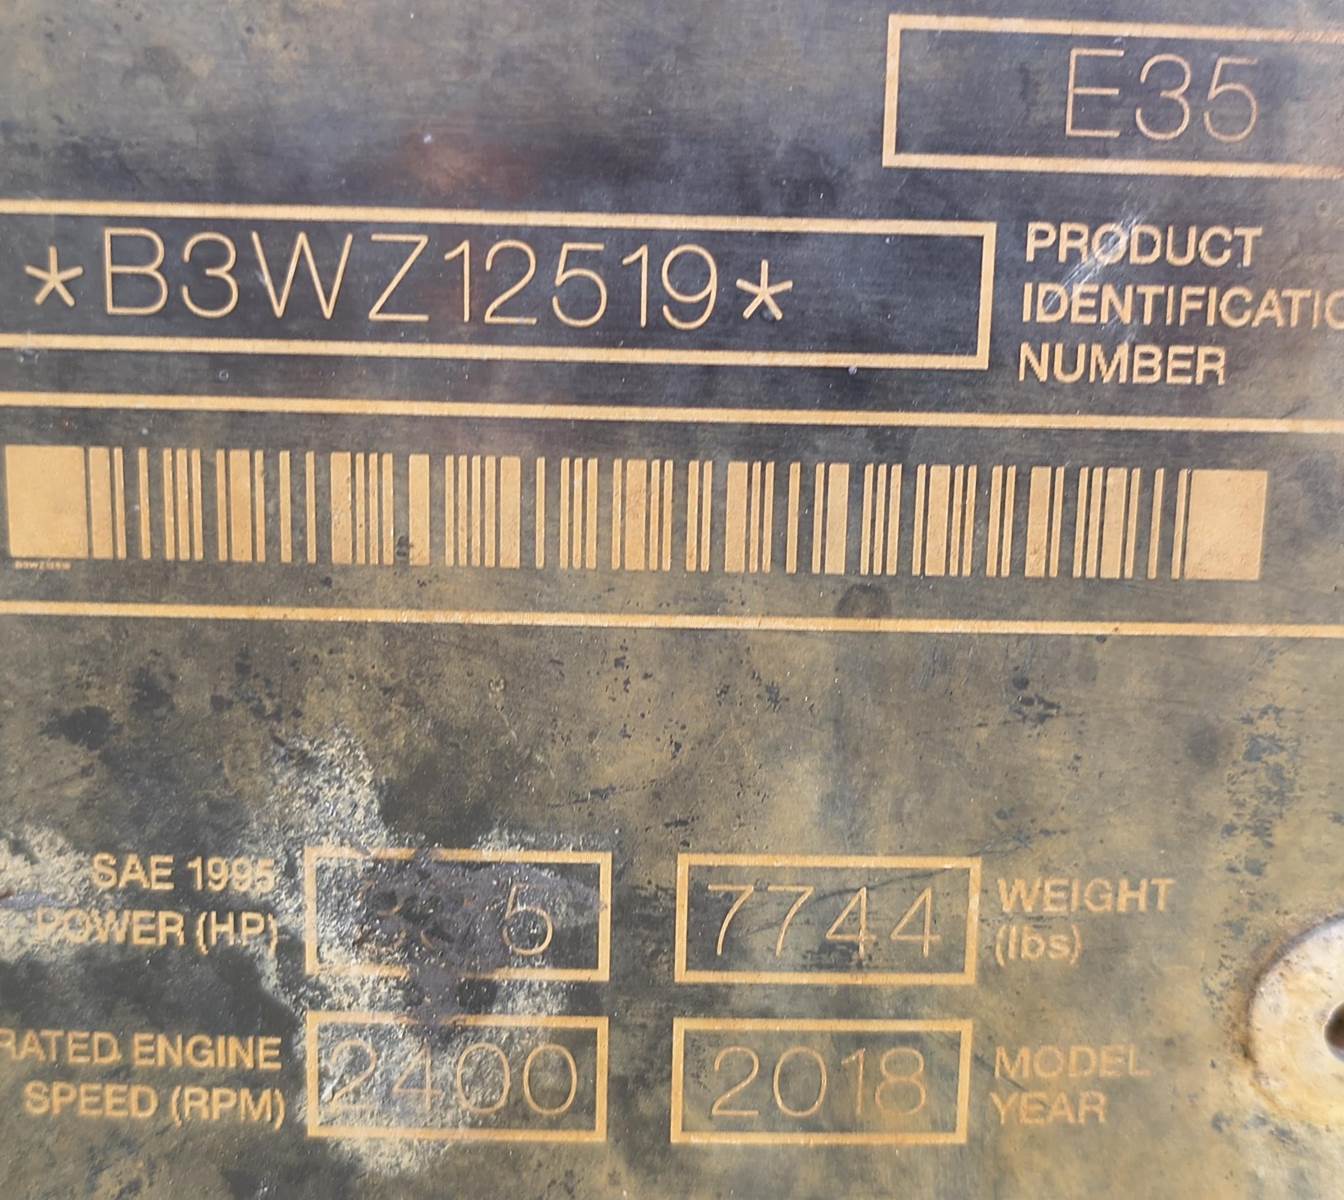 E35
*B3WZ12519*
PRODUCT
IDENTIFICATIO
NUMBER
SAE 1995
POWER (HP)
7744
WEIGHT
(lbs)
RATED ENGINE
SPEED (RPM)
2400
2018
MODEL
YEAR